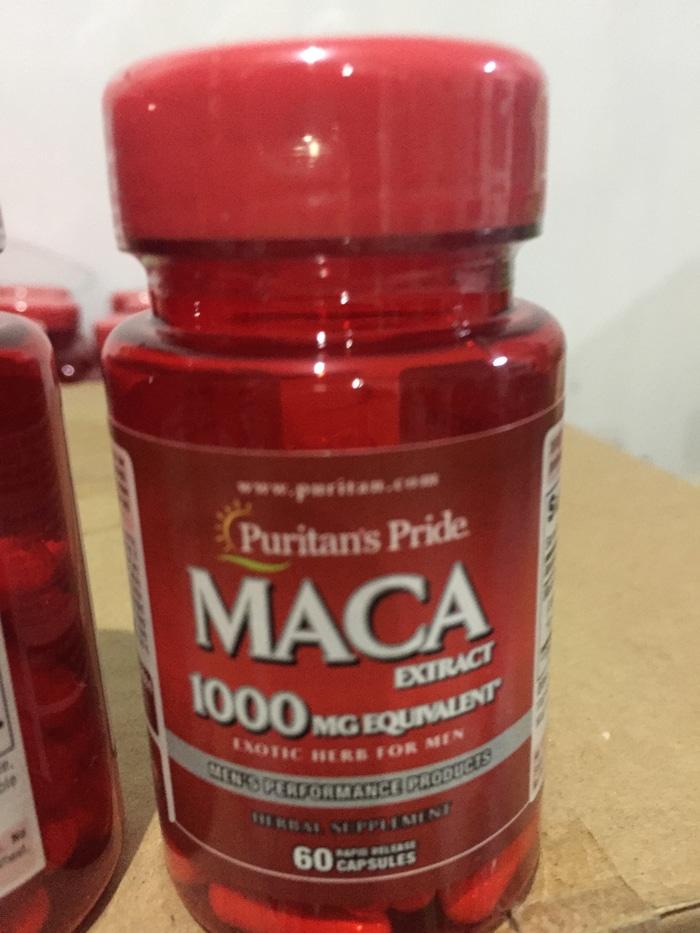 www.puritan.com
Puritan's Pride
MACA
EXTRACT
1000 MG EQUIVALENT*
EXOTIC HERB FOR MEN
MEN'S PERFORMANCE PRODUCTS
HERBAL SUPPLEMENT
60 RAPID RELEASE
CAPSULES